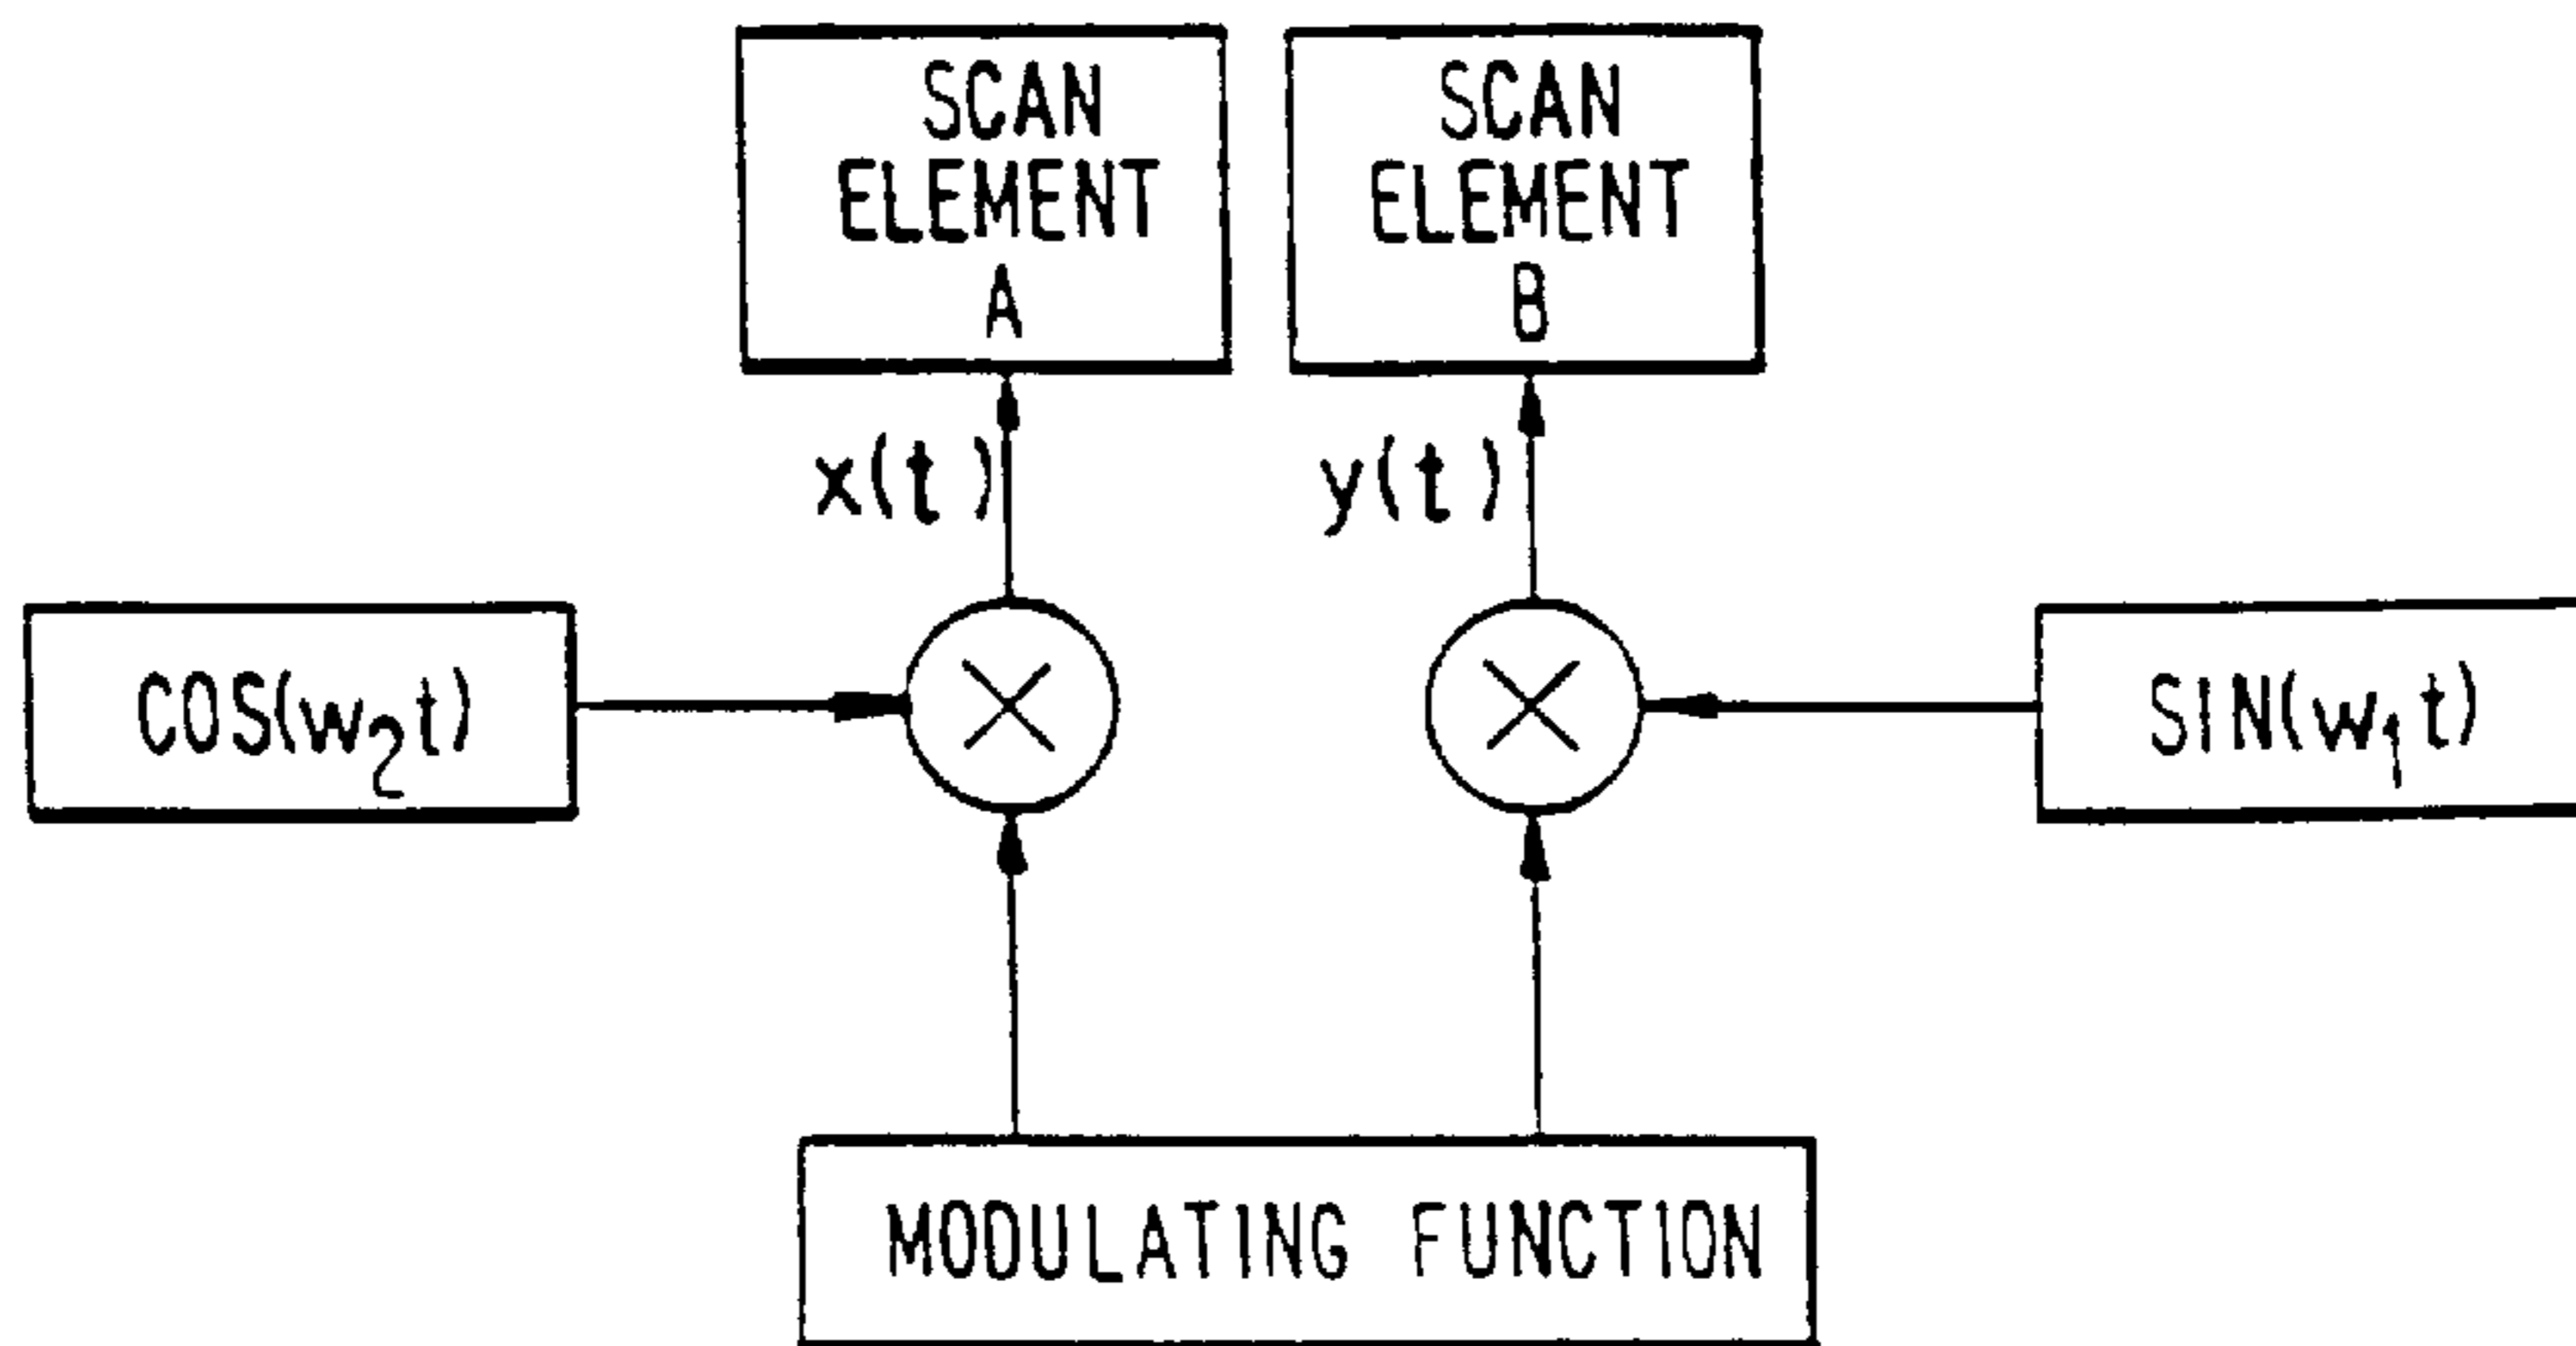 SCAN
ELEMENT
A
SCAN
ELEMENT
B
x(t)
y(t)
COS(w₂t)
SIN(w₁t)
MODULATING FUNCTION